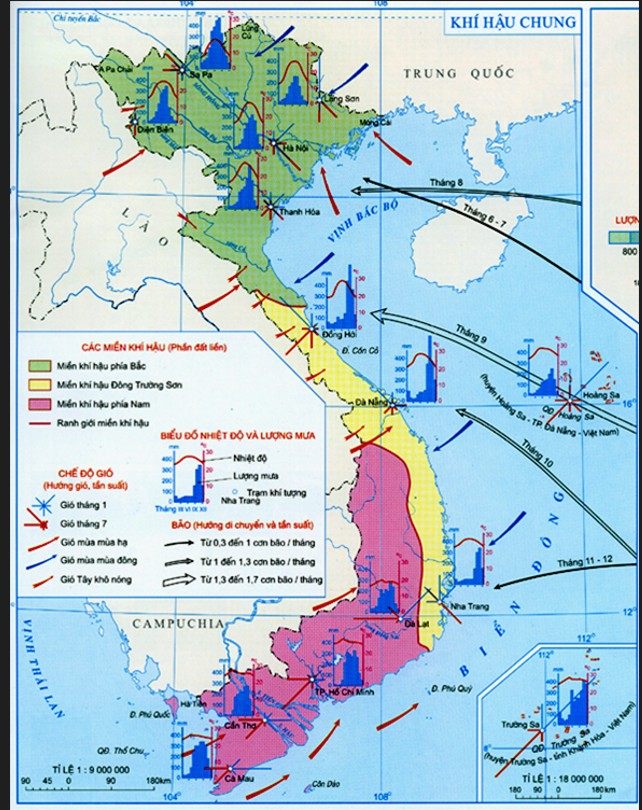 104°
108°
KHÍ HẬU CHUNG
Chí tuyến Bắc
Lũng Cú
A Pa Chải
Sa Pa
TRUNG QUỐC
Lạng Sơn
Điện Biên
Móng Cái
Hà Nội
Tháng 8
Tháng 6 - 7
Thanh Hóa
VỊNH BẮC BỘ
LÀO
LƯỢN
800
Đồng Hới
Đ. Cồn Cỏ
Tháng 9
Hoàng Sa
QĐ. Hoàng Sa
(huyện Hoàng Sa - TP. Đà Nẵng - Việt Nam)
16°
Đà Nẵng
Tháng 10
CÁC MIỀN KHÍ HẬU (Phần đất liền)
Miền khí hậu phía Bắc
Miền khí hậu Đông Trường Sơn
Miền khí hậu phía Nam
Ranh giới miền khí hậu
BIỂU ĐỒ NHIỆT ĐỘ VÀ LƯỢNG MƯA
Nhiệt độ
Lượng mưa
Trạm khí tượng
Nha Trang
Tháng III VI IX XII
CHẾ ĐỘ GIÓ
(Hướng gió, tần suất)
Gió tháng 1
Gió tháng 7
Gió mùa mùa hạ
Gió mùa mùa đông
Gió Tây khô nóng
BÃO (Hướng di chuyển và tần suất)
Từ 0,3 đến 1 cơn bão / tháng
Từ 1 đến 1,3 cơn bão / tháng
Từ 1,3 đến 1,7 cơn bão / tháng
BIỂN ĐÔNG
Tháng 11 - 12
Nha Trang
12°
Đà Lạt
CAMPUCHIA
VỊNH THÁI LAN
TP. Hồ Chí Minh
Đ. Phú Quý
Hà Tiên
Đ. Phú Quốc
Cần Thơ
QĐ. Thổ Chu
Cà Mau
Côn Đảo
TỈ LỆ 1 : 9 000 000
90 45 0 90 180km
104°
108°
112°
112°
Trường Sa
QĐ. Trường Sa
(huyện Trường Sa - tỉnh Khánh Hòa - Việt Nam)
8°
TỈ LỆ 1 : 18 000 000
180 90 0 180km